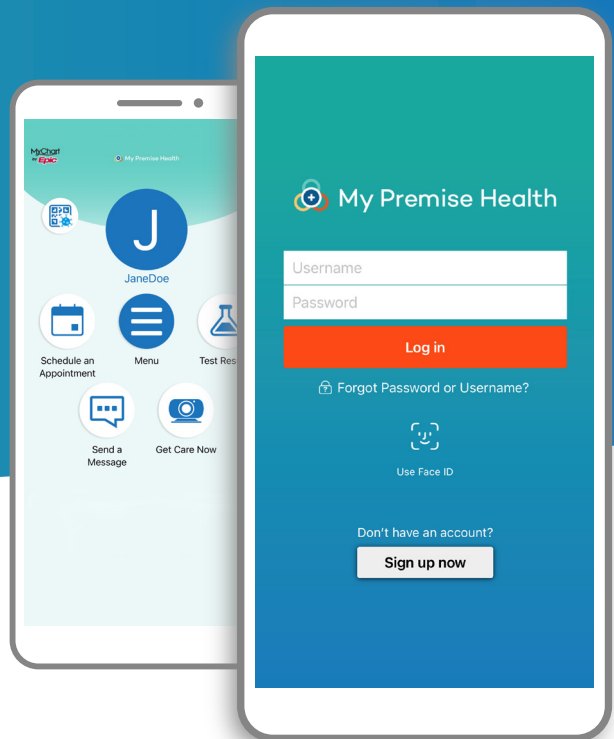 MyChart
by Epic
My Premise Health
J
JaneDoe
Schedule an
Appointment
Menu
Test Res
Send a
Message
Get Care Now
My Premise Health
Username
Password
Log in
Forgot Password or Username?
Use Face ID
Don't have an account?
Sign up now